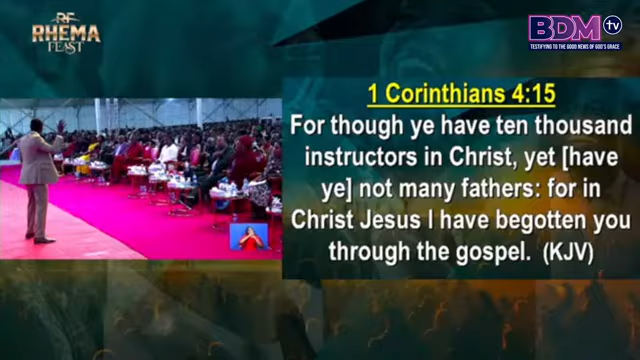 RF
RHEMA
FEAST
BDM tv
TESTIFYING TO THE GOOD NEWS OF GOD'S GRACE
1 Corinthians 4:15
For though ye have ten thousand
instructors in Christ, yet [have
ye] not many fathers: for in
Christ Jesus I have begotten you
through the gospel. (KJV)